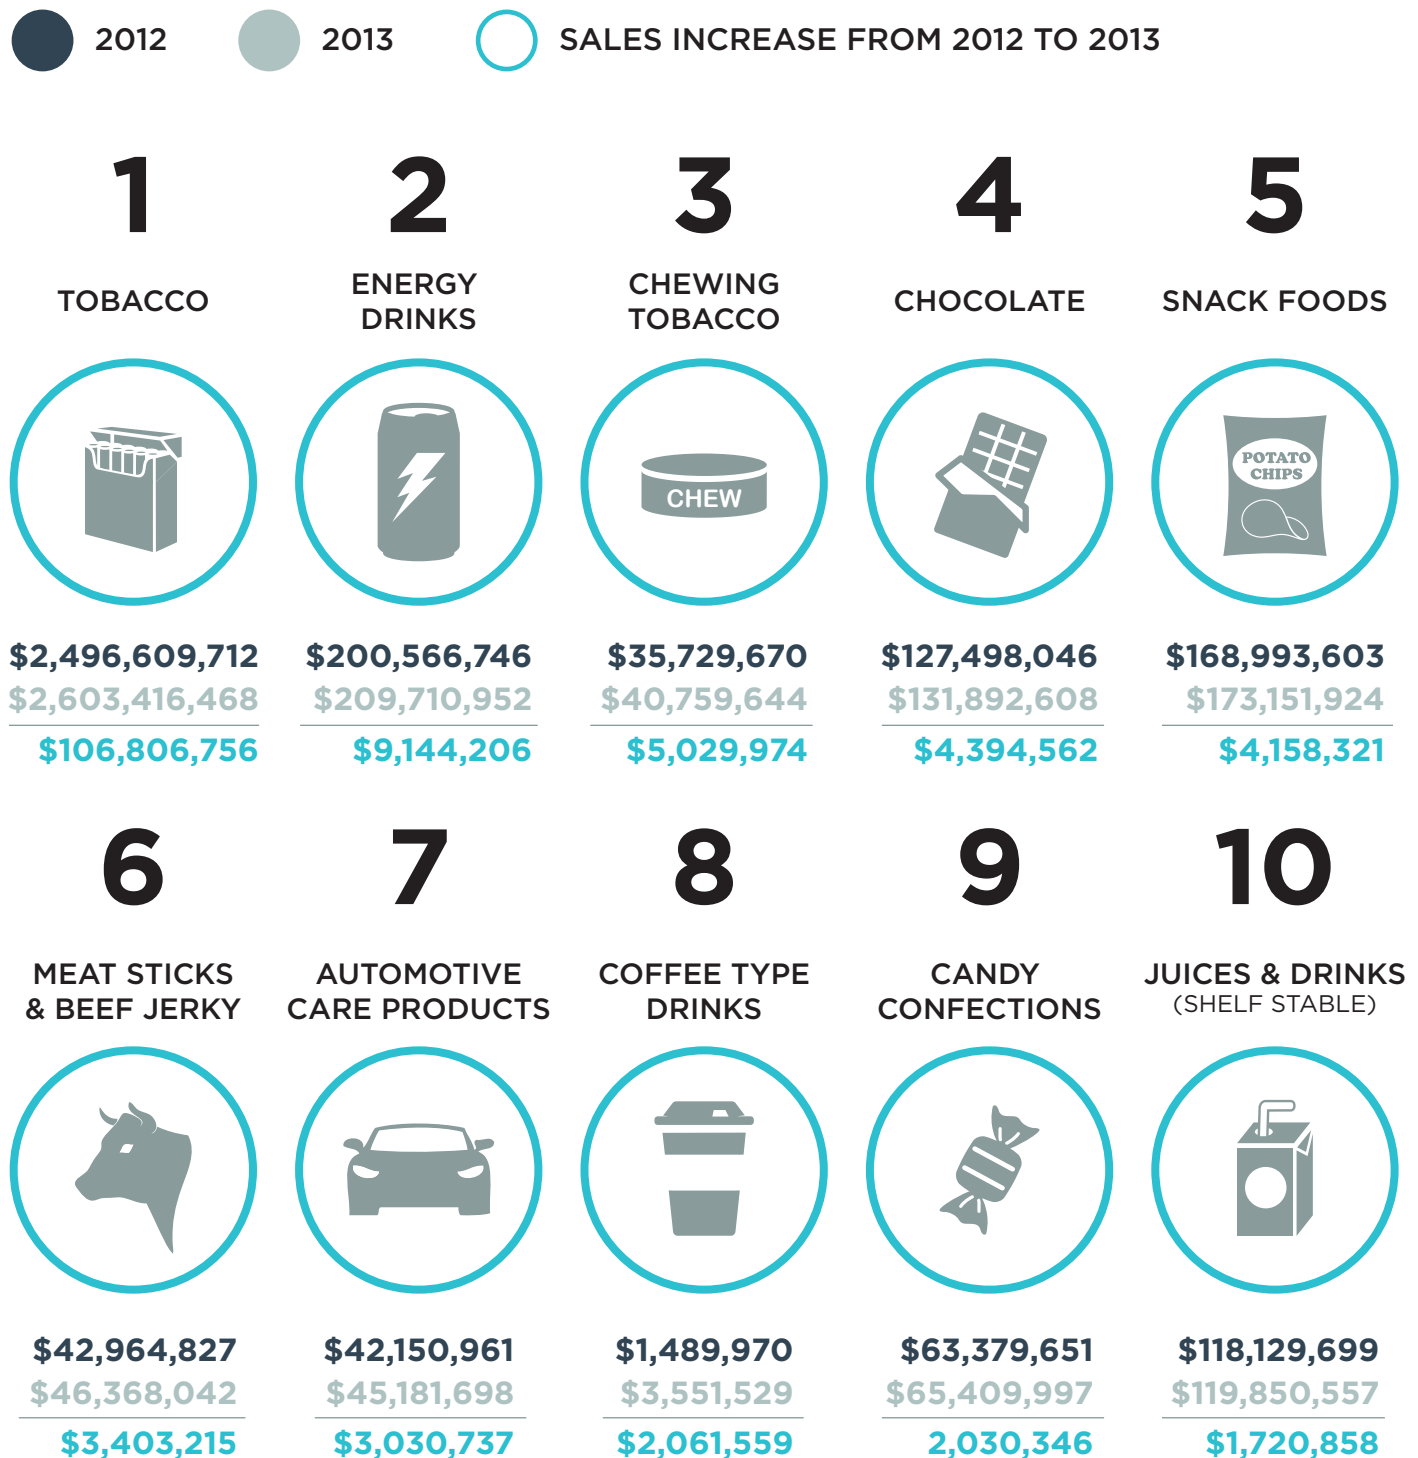 2012 2013 SALES INCREASE FROM 2012 TO 2013
1 2 3 4 5
TOBACCO
ENERGY
DRINKS
CHEWING
TOBACCO
CHOCOLATE
SNACK FOODS
CHEW
POTATO
CHIPS
$2,496,609,712 $200,566,746 $35,729,670 $127,498,046 $168,993,603
$2,603,416,468 $209,710,952 $40,759,644 $131,892,608 $173,151,924
$106,806,756 $9,144,206 $5,029,974 $4,394,562 $4,158,321
6 7 8 9 10
MEAT STICKS
& BEEF JERKY
AUTOMOTIVE
CARE PRODUCTS
COFFEE TYPE
DRINKS
CANDY
CONFECTIONS
JUICES & DRINKS
(SHELF STABLE)
$42,964,827 $42,150,961 $1,489,970 $63,379,651 $118,129,699
$46,368,042 $45,181,698 $3,551,529 $65,409,997 $119,850,557
$3,403,215 $3,030,737 $2,061,559 2,030,346 $1,720,858